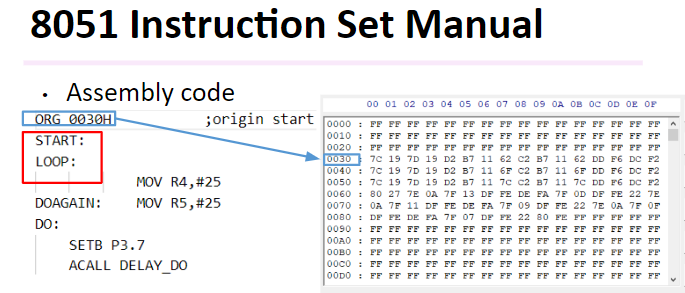 8051 Instruction Set Manual
• Assembly code
ORG 0030H ;origin start
START:
LOOP:
MOV R4,#25
DOAGAIN: MOV R5,#25
DO:
SETB P3.7
ACALL DELAY_DO
00 01 02 03 04 05 06 07 08 09 0A 0B 0C 0D 0E 0F
0000 : FF FF FF FF FF FF FF FF FF FF FF FF FF FF FF FF
0010 : FF FF FF FF FF FF FF FF FF FF FF FF FF FF FF FF
0020 : FF FF FF FF FF FF FF FF FF FF FF FF FF FF FF FF
0030 : 7C 19 7D 19 D2 B7 11 62 C2 B7 11 62 DD F6 DC F2
0040 : 7C 19 7D 19 D2 B7 11 6F C2 B7 11 6F DD F6 DC F2
0050 : 7C 19 7D 19 D2 B7 11 7C C2 B7 11 7C DD F6 DC F2
0060 : 80 27 7E 0A 7F 13 DF FE DE FA 7F 0F DF FE 22 7E
0070 : 0A 7F 11 DF FE DE FA 7F 09 DF FE 22 7E 0A 7F 0F
0080 : DF FE DE FA 7F 07 DF FE 22 80 FE FF FF FF FF FF
0090 : FF FF FF FF FF FF FF FF FF FF FF FF FF FF FF FF
00A0 : FF FF FF FF FF FF FF FF FF FF FF FF FF FF FF FF
00B0 : FF FF FF FF FF FF FF FF FF FF FF FF FF FF FF FF
00C0 : FF FF FF FF FF FF FF FF FF FF FF FF FF FF FF FF
00D0 : FF FF FF FF FF FF FF FF FF FF FF FF FF FF FF FF